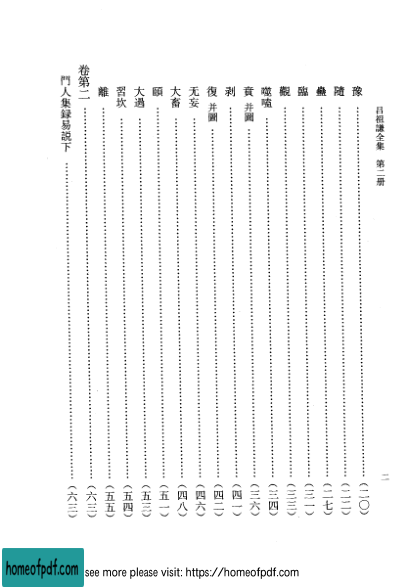 吕祖謙全集 第二册
二
豫……(二〇)
隨……(二二)
蠱……(二七)
臨……(三一)
觀……(三三)
噬嗑……(三四)
賁并圖……(三六)
剥……(四一)
復并圖……(四二)
无妄……(四六)
大畜……(四八)
頤……(五一)
大過……(五三)
習坎……(五四)
離……(五五)
卷第二……(六三)
門人集録易説下……(六三)
homeofpdf.com
see more please visit: https://homeofpdf.com